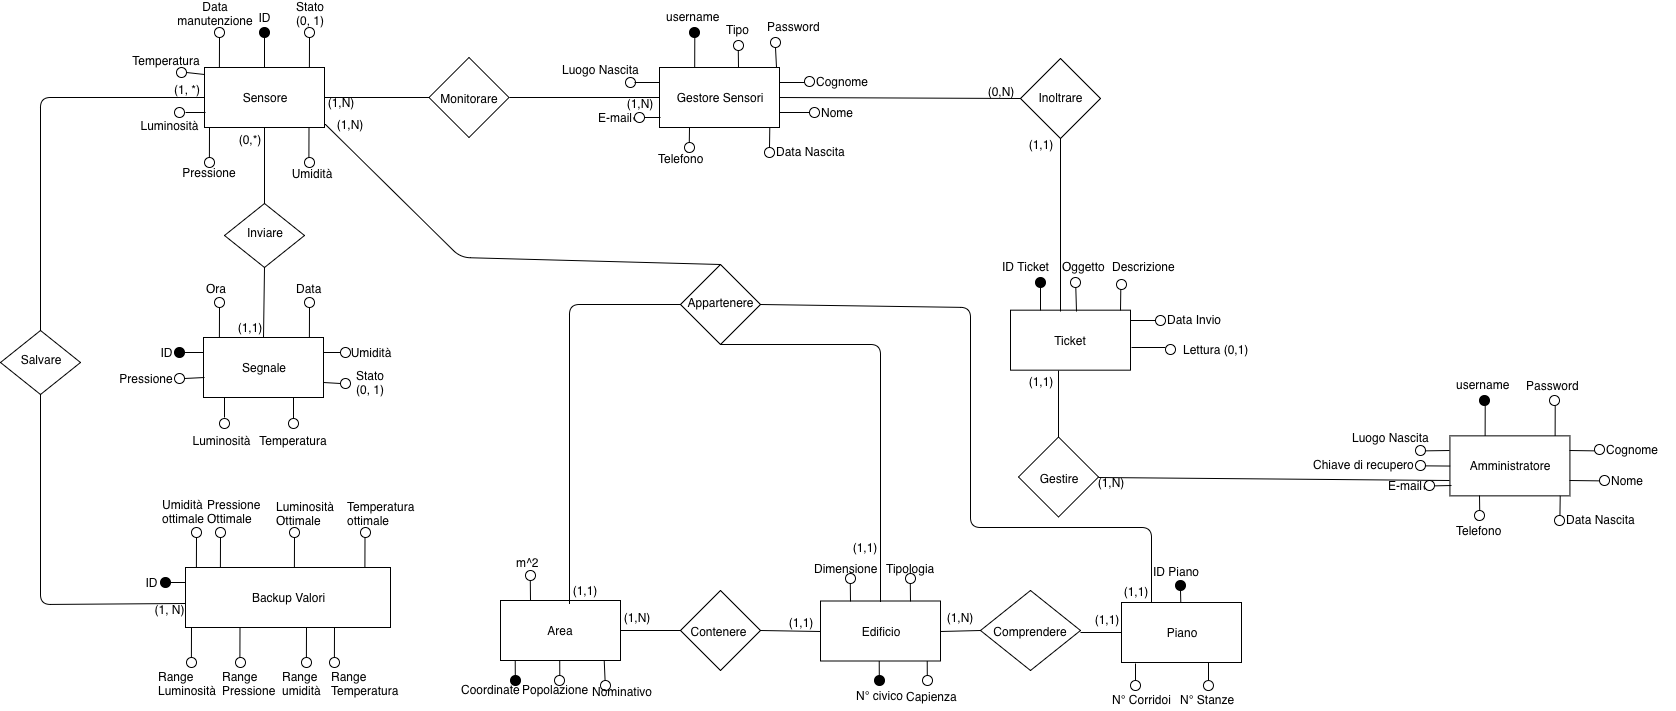 Data
manutenzione
ID
Stato
(0, 1)
Temperatura
(1, *)
Luminosità
Sensore
(1,N)
(1,N)
(0,*)
Pressione
Umidità
Monitorare
username
Tipo
Password
Luogo Nascita
(1,N)
E-mail
Gestore Sensori
Cognome
Nome
Telefono
Data Nascita
(0,N)
Inoltrare
(1,1)
Inviare
Ora
Data
(1,1)
ID
Pressione
Segnale
Umidità
Stato
(0, 1)
Luminosità
Temperatura
Salvare
Appartenere
ID Ticket
Oggetto
Descrizione
Ticket
Data Invio
Lettura (0,1)
(1,1)
Gestire
(1,N)
username
Password
Luogo Nascita
Chiave di recupero
E-mail
Amministratore
Cognome
Nome
Telefono
Data Nascita
Umidità
ottimale
Pressione
Ottimale
Luminosità
Ottimale
Temperatura
ottimale
ID
(1, N)
Backup Valori
Range
Luminosità
Range
Pressione
Range
umidità
Range
Temperatura
m^2
(1,1)
Area
(1,N)
Coordinate
Popolazione
Nominativo
Contenere
(1,1)
(1,1)
Dimensione
Tipologia
Edificio
(1,N)
N° civico
Capienza
Comprendere
(1,1)
(1,1)
ID Piano
Piano
N° Corridoi
N° Stanze